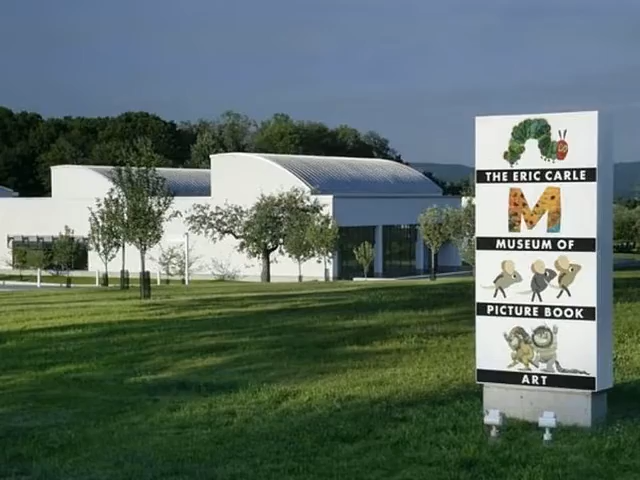 THE ERIC CARLE
M
MUSEUM OF
PICTURE BOOK
ART